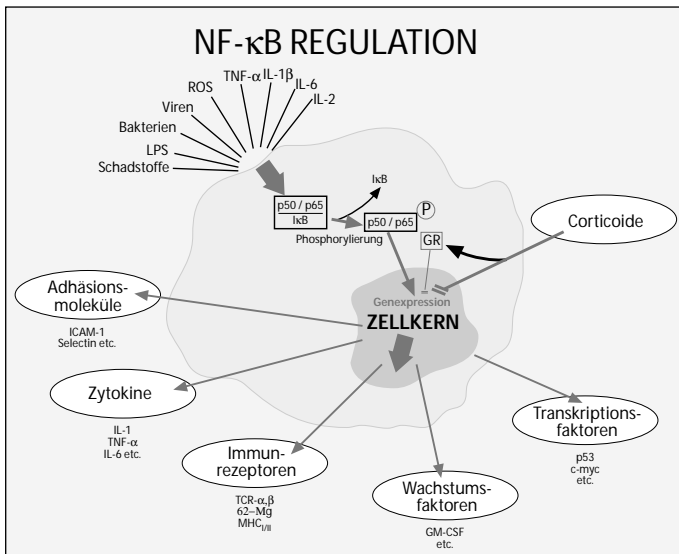 NF-κB REGULATION
TNF-α
IL-1β
IL-6
IL-2
ROS
Viren
Bakterien
LPS
Schadstoffe
p50 / p65
IκB
IκB
p50 / p65
P
Phosphorylierung
GR
Corticoide
Genexpression
ZELLKERN
Adhäsions-
moleküle
ICAM-1
Selectin etc.
Zytokine
IL-1
TNF-α
IL-6 etc.
Immun-
rezeptoren
TCR-α,β
62–Mg
MHCI/II
Wachstums-
faktoren
GM-CSF
etc.
Transkriptions-
faktoren
p53
c-myc
etc.